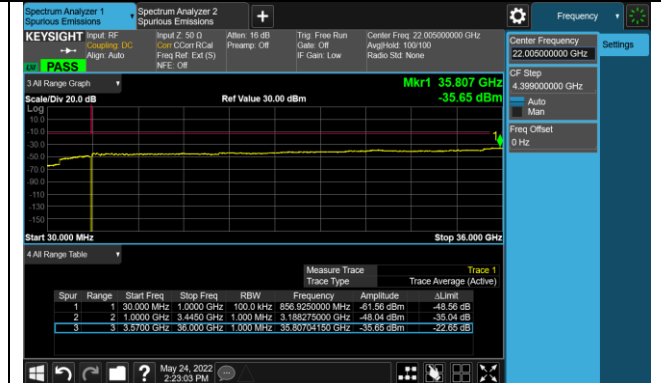 Spectrum Analyzer 1
Spurious Emissions
Spectrum Analyzer 2
Spurious Emissions
+
Frequency
KEYSIGHT
Input: RF
Coupling: DC
Align: Auto
Input Z: 50 Ω
Corr CCorr RCal
Freq Ref: Ext (S)
NFE: Off
Atten: 16 dB
Preamp: Off
Trig: Free Run
Gate: Off
IF Gain: Low
Center Freq: 22.005000000 GHz
Avg|Hold: 100/100
Radio Std: None
PASS
Center Frequency
22.005000000 GHz
Settings
CF Step
4.399000000 GHz
Auto
Man
Freq Offset
0 Hz
3 All Range Graph
Mkr1 35.807 GHz
Scale/Div 20.0 dB
Ref Value 30.00 dBm
-35.65 dBm
Log
10.0
-10.0
-30.0
-50.0
-70.0
-90.0
-110
-130
-150
1
Start 30.000 MHz
Stop 36.000 GHz
4 All Range Table
Measure Trace Trace 1
Trace Type Trace Average (Active)
Spur Range Start Freq Stop Freq RBW Frequency Amplitude ΔLimit
1 1 30.000 MHz 1.0000 GHz 100.0 kHz 856.9250000 MHz -61.56 dBm -48.56 dB
2 2 1.0000 GHz 3.4450 GHz 1.000 MHz 3.188275000 GHz -48.04 dBm -35.04 dB
3 3 3.5700 GHz 36.000 GHz 1.000 MHz 35.80704150 GHz -35.65 dBm -22.65 dB
?
May 24, 2022
2:23:03 PM